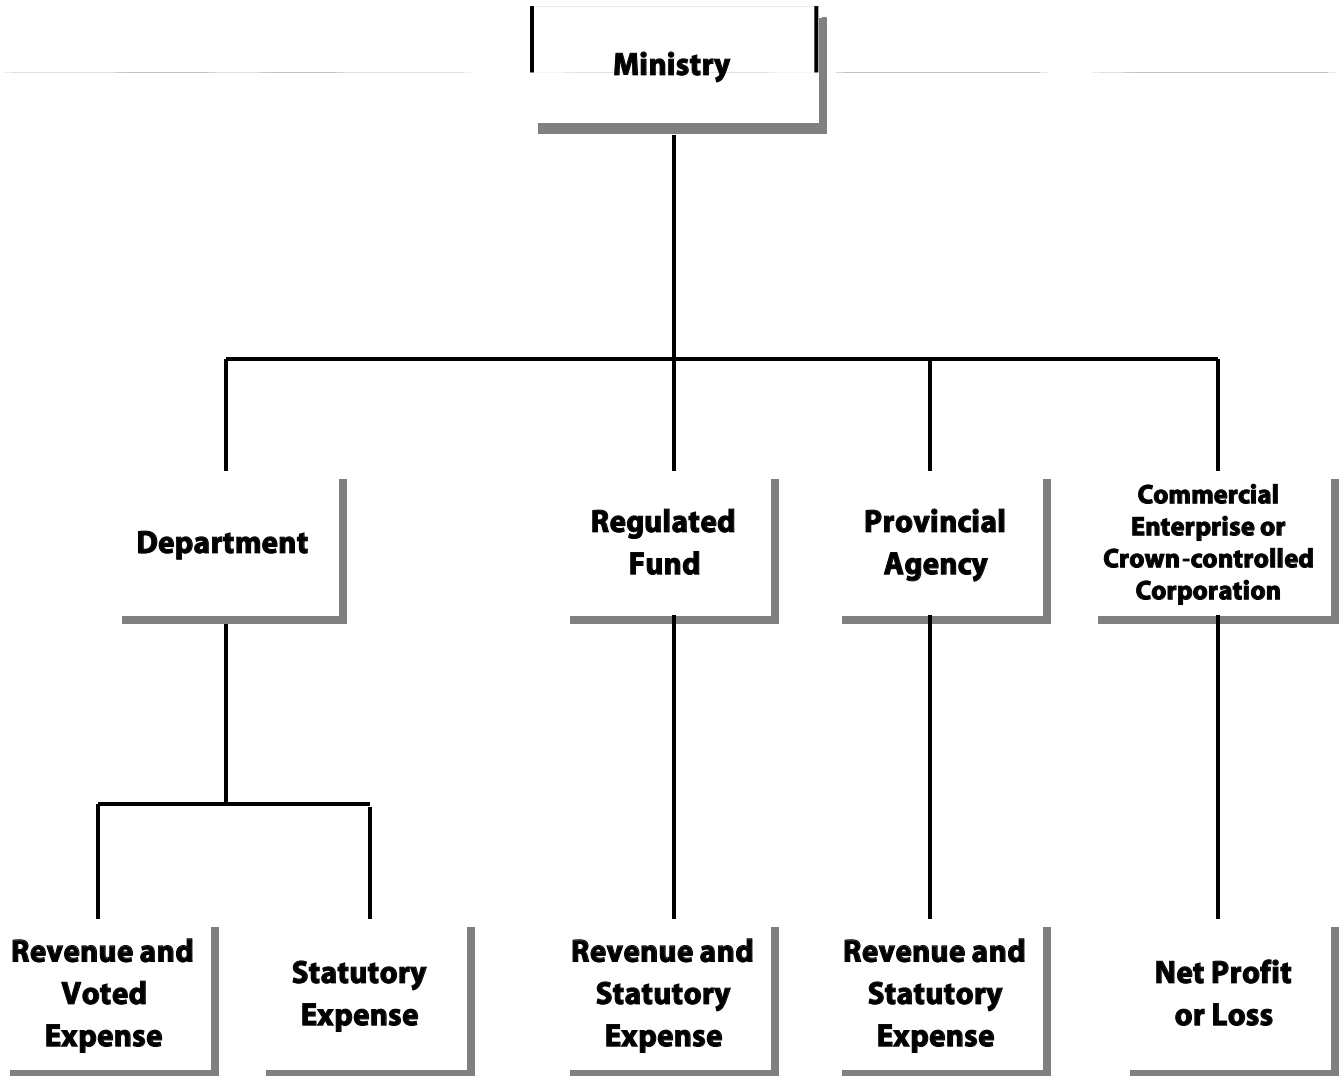 Ministry
Department
Regulated
Fund
Provincial
Agency
Commercial
Enterprise or
Crown-controlled
Corporation
Revenue and
Voted
Expense
Statutory
Expense
Revenue and
Statutory
Expense
Revenue and
Statutory
Expense
Net Profit
or Loss